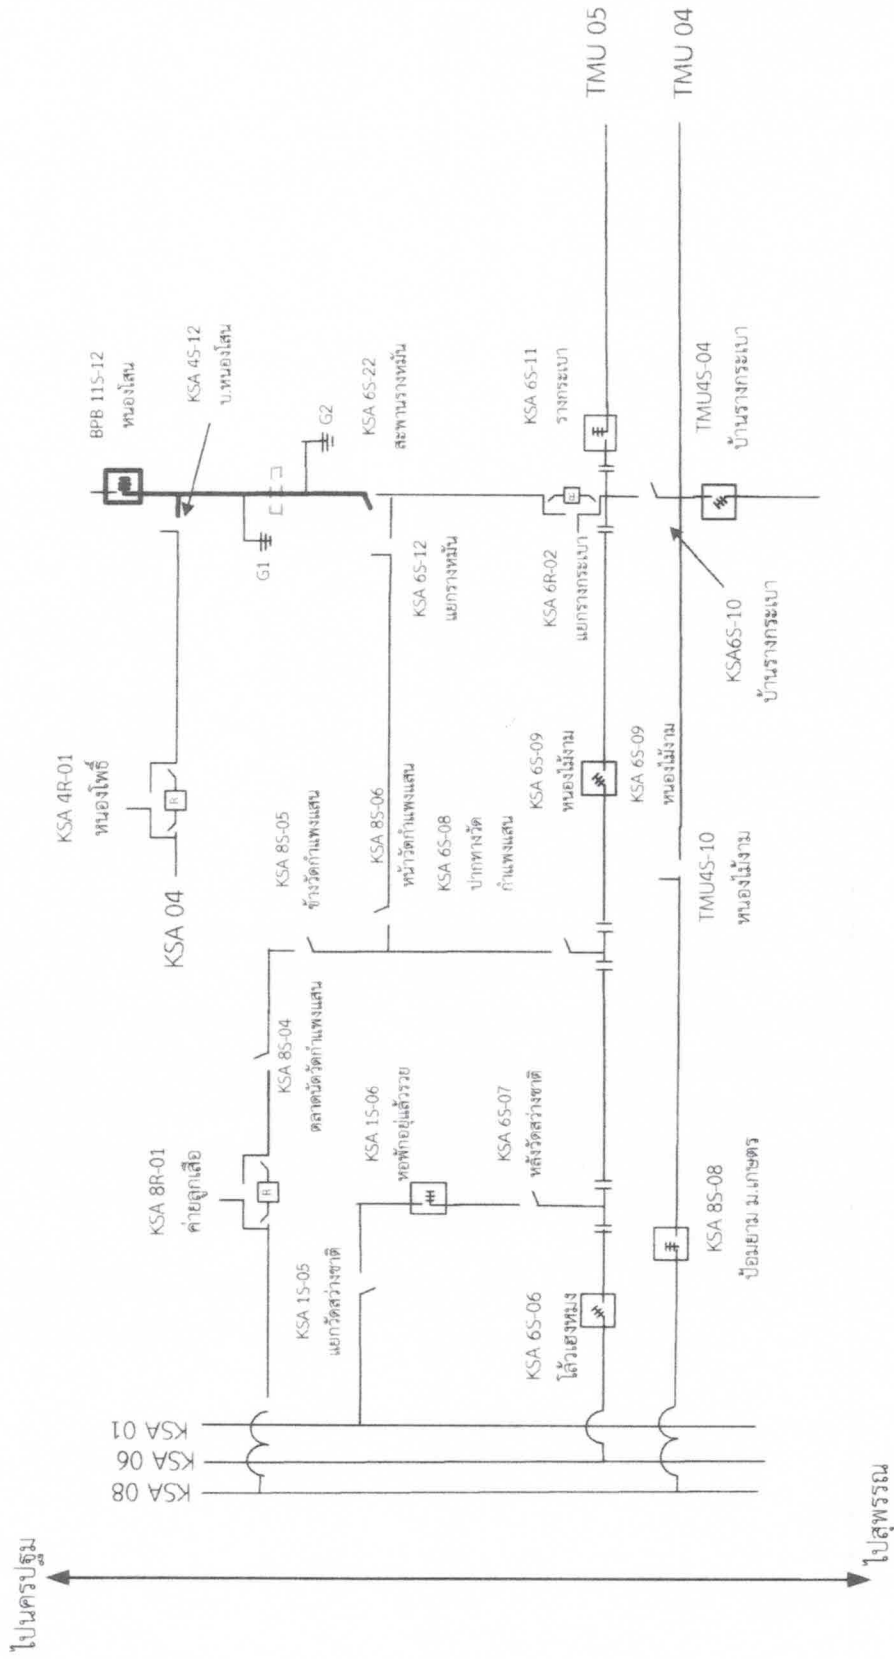 ไปนครปฐม
ไปสุพรรณ
KSA 08
KSA 06
KSA 01
KSA 8R-01
ค่ายลูกเสือ
KSA 8S-04
ตลาดนัดวัดกำแพงแสน
KSA 8S-05
ข้างวัดกำแพงแสน
KSA 8S-06
หน้าวัดกำแพงแสน
KSA 6S-08
ปากทางวัด
กำแพงแสน
KSA 1S-05
แยกวัดสว่างชาติ
KSA 1S-06
หอพักอยู่แล้วรวย
KSA 6S-07
หลังวัดสว่างชาติ
KSA 6S-06
โล้วเฮงหมง
KSA 8S-08
ป้อมยาม ม.เกษตร
KSA 04
KSA 4R-01
หนองโพธิ์
R
R
R
KSA 6S-09
หนองไม้งาม
KSA 6S-09
หนองไม้งาม
TMU4S-10
หนองไม้งาม
BPB 11S-12
หนองโสน
KSA 4S-12
บ.หนองโสน
G1
G2
KSA 6S-22
สะพานรางหมัน
KSA 6S-12
แยกรางหมัน
KSA 6R-02
แยกรางกระเบา
KSA 6S-11
รางกระเบา
TMU4S-04
บ้านรางกระเบา
KSA6S-10
บ้านรางกระเบา
TMU 05
TMU 04